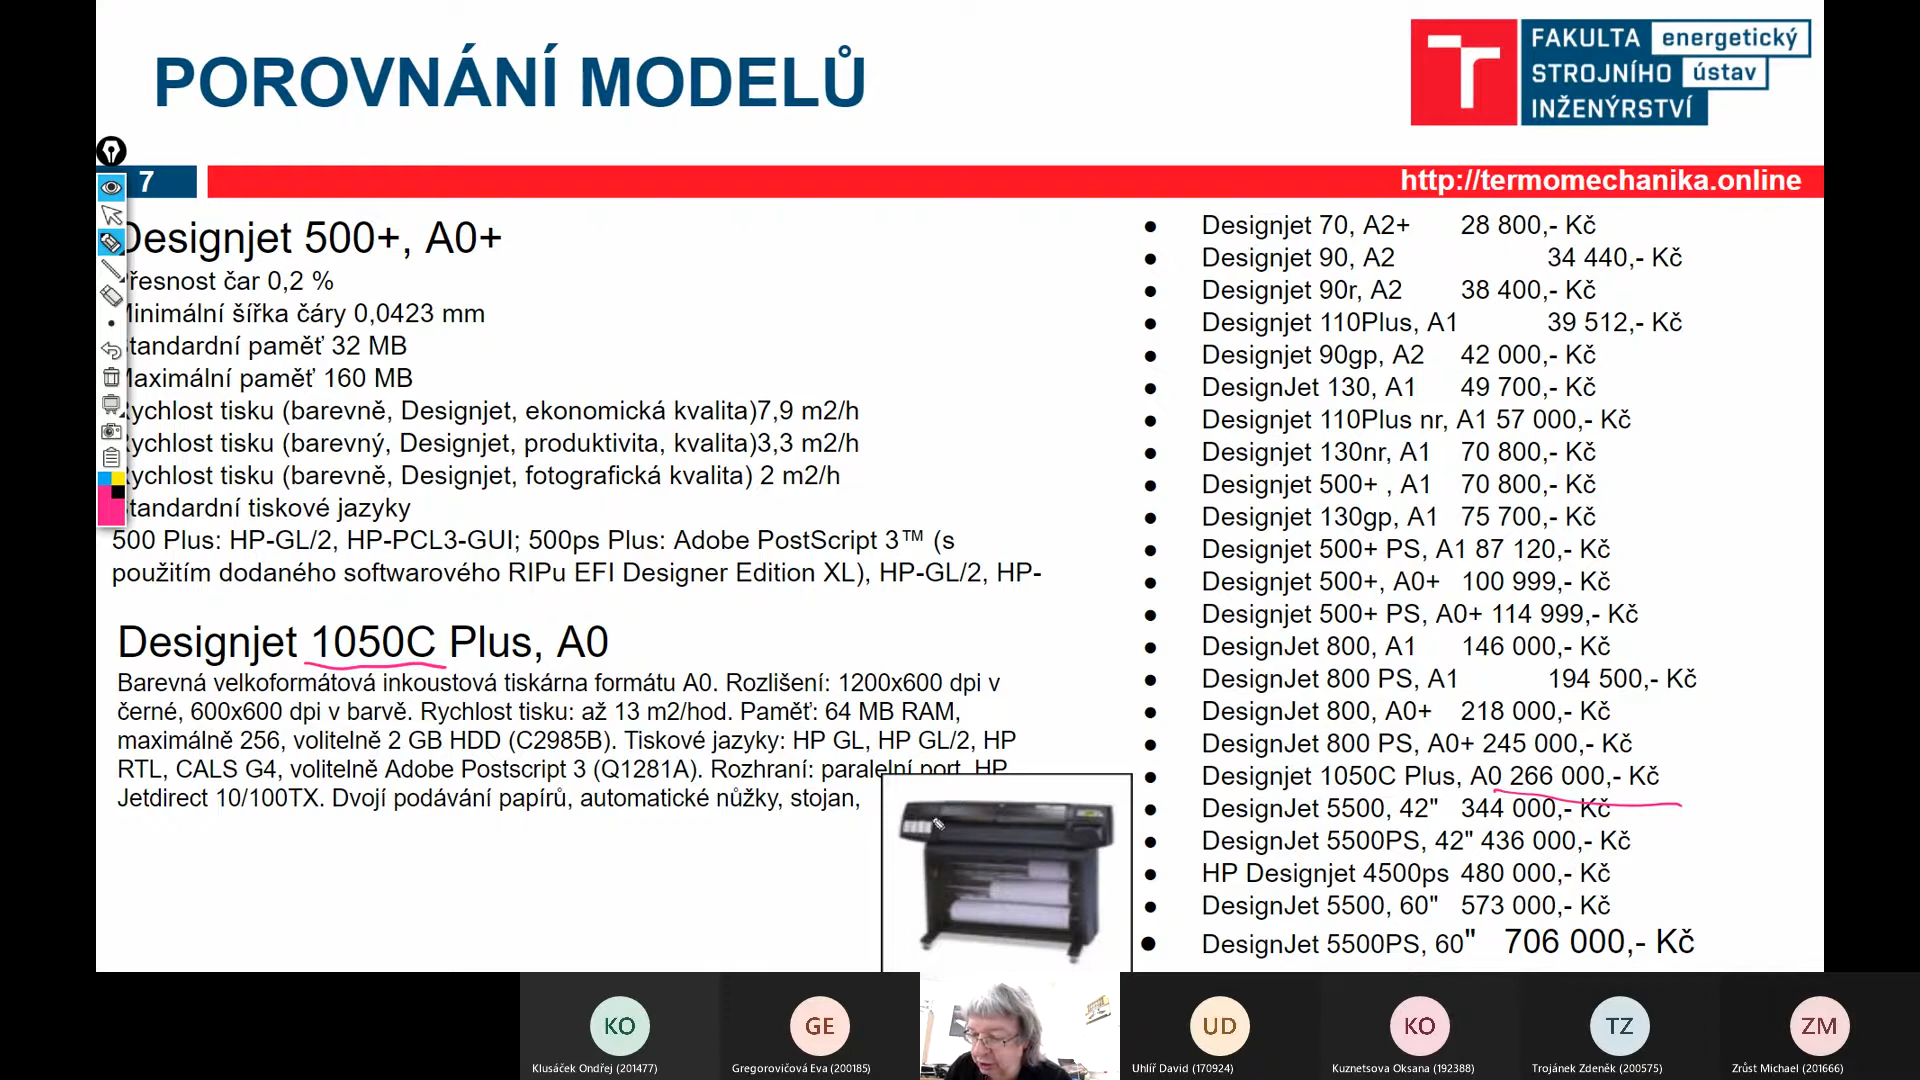 POROVNÁNÍ MODELŮ
FAKULTA energetický
STROJNÍHO ústav
INŽENÝRSTVÍ
7
http://termomechanika.online
Designjet 500+, A0+
řesnost čar 0,2 %
inimální šířka čáry 0,0423 mm
tandardní paměť 32 MB
aximální paměť 160 MB
ychlost tisku (barevně, Designjet, ekonomická kvalita)7,9 m2/h
ychlost tisku (barevný, Designjet, produktivita, kvalita)3,3 m2/h
ychlost tisku (barevně, Designjet, fotografická kvalita) 2 m2/h
tandardní tiskové jazyky
500 Plus: HP-GL/2, HP-PCL3-GUI; 500ps Plus: Adobe PostScript 3™ (s
použitím dodaného softwarového RIPu EFI Designer Edition XL), HP-GL/2, HP-
Designjet 1050C Plus, A0
Barevná velkoformátová inkoustová tiskárna formátu A0. Rozlišení: 1200x600 dpi v
černé, 600x600 dpi v barvě. Rychlost tisku: až 13 m2/hod. Paměť: 64 MB RAM,
maximálně 256, volitelně 2 GB HDD (C2985B). Tiskové jazyky: HP GL, HP GL/2, HP
RTL, CALS G4, volitelně Adobe Postscript 3 (Q1281A). Rozhraní: paralelní port, HP
Jetdirect 10/100TX. Dvojí podávání papírů, automatické nůžky, stojan,
● Designjet 70, A2+ 28 800,- Kč
● Designjet 90, A2 34 440,- Kč
● Designjet 90r, A2 38 400,- Kč
● Designjet 110Plus, A1 39 512,- Kč
● Designjet 90gp, A2 42 000,- Kč
● DesignJet 130, A1 49 700,- Kč
● Designjet 110Plus nr, A1 57 000,- Kč
● Designjet 130nr, A1 70 800,- Kč
● Designjet 500+ , A1 70 800,- Kč
● Designjet 130gp, A1 75 700,- Kč
● Designjet 500+ PS, A1 87 120,- Kč
● Designjet 500+, A0+ 100 999,- Kč
● Designjet 500+ PS, A0+ 114 999,- Kč
● DesignJet 800, A1 146 000,- Kč
● DesignJet 800 PS, A1 194 500,- Kč
● DesignJet 800, A0+ 218 000,- Kč
● DesignJet 800 PS, A0+ 245 000,- Kč
● Designjet 1050C Plus, A0 266 000,- Kč
● DesignJet 5500, 42" 344 000,- Kč
● DesignJet 5500PS, 42" 436 000,- Kč
● HP Designjet 4500ps 480 000,- Kč
● DesignJet 5500, 60" 573 000,- Kč
● DesignJet 5500PS, 60" 706 000,- Kč
KO GE UD KO TZ ZM
Klusáček Ondřej (201477) Gregorovičová Eva (200185) Uhlíř David (170924) Kuznetsova Oksana (192388) Trojánek Zdeněk (200575) Zrůst Michael (201666)